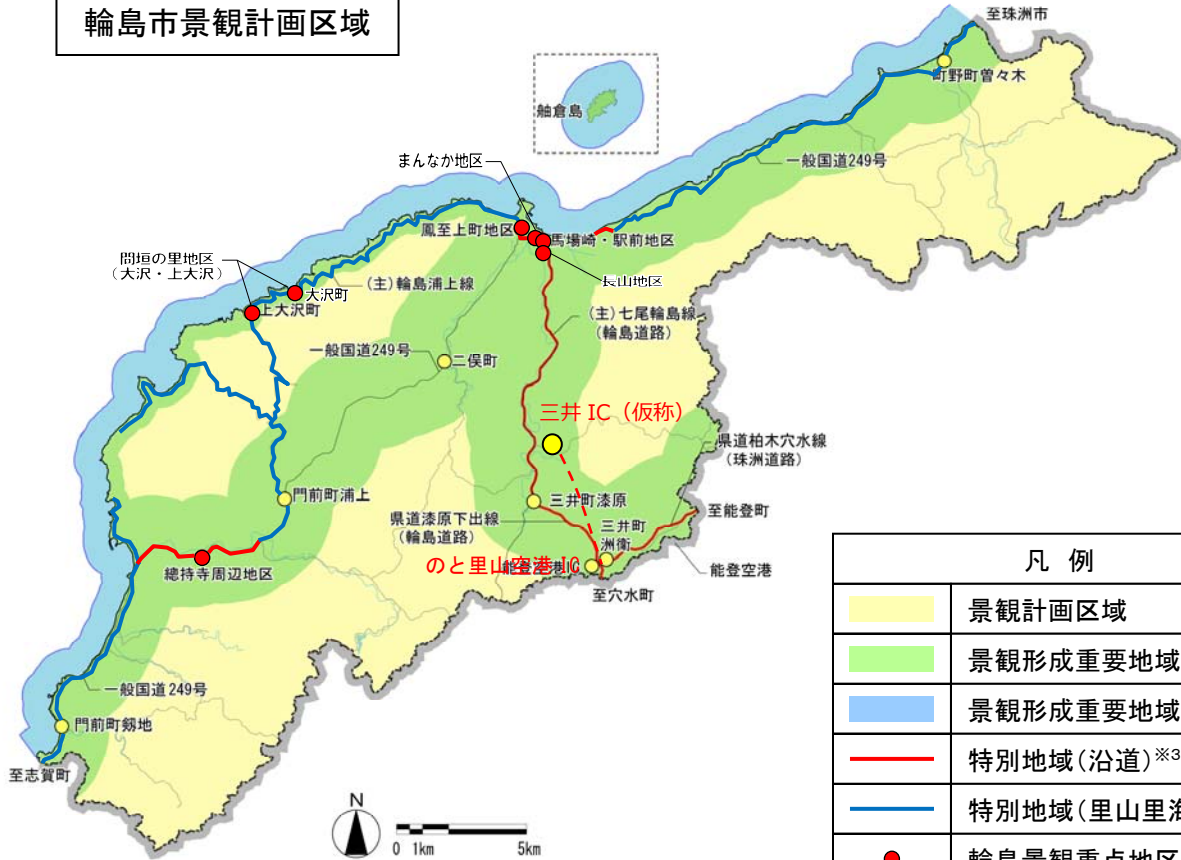 輪島市景観計画区域
至珠洲市
町野町曽々木
舳倉島
まんなか地区
一般国道249号
鳳至上町地区
馬場崎・駅前地区
長山地区
間垣の里地区
(大沢・上大沢)
大沢町
(主)輪島浦上線
上大沢町
(主)七尾輪島線
(輪島道路)
一般国道249号
二俣町
三井 IC（仮称）
県道柏木穴水線
(珠洲道路)
門前町浦上
三井町漆原
至能登町
県道漆原下出線
(輪島道路)
三井町
洲衛
のと里山空港 IC
能登空港
總持寺周辺地区
至穴水町
一般国道249号
門前町剱地
至志賀町
N
0 1km 5km
凡 例
景観計画区域
景観形成重要地域
景観形成重要地域
特別地域(沿道)※3
特別地域(里山里海
輪島景観重点地区